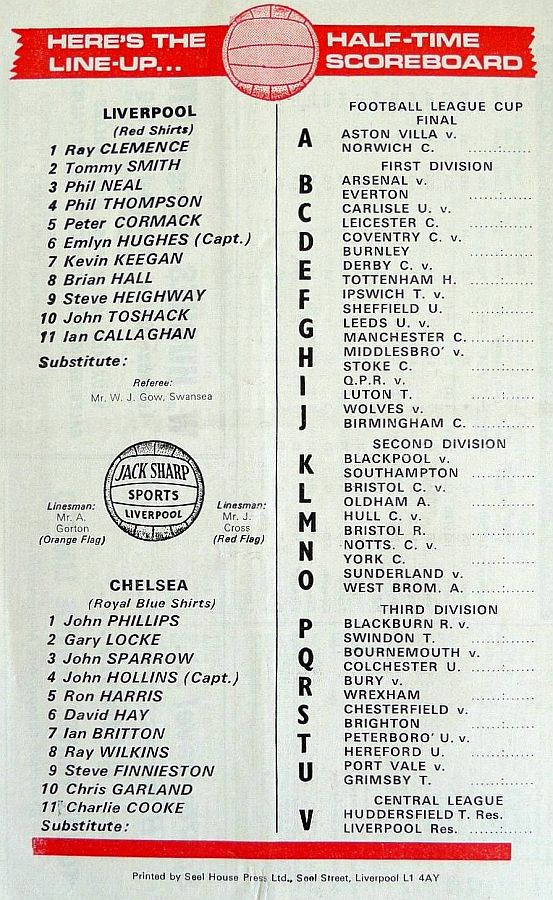 HERE'S THE
LINE-UP...
HALF-TIME
SCOREBOARD
LIVERPOOL
(Red Shirts)
1 Ray CLEMENCE
2 Tommy SMITH
3 Phil NEAL
4 Phil THOMPSON
5 Peter CORMACK
6 Emlyn HUGHES (Capt.)
7 Kevin KEEGAN
8 Brian HALL
9 Steve HEIGHWAY
10 John TOSHACK
11 Ian CALLAGHAN
Substitute:
Referee:
Mr. W. J. Gow, Swansea
JACK SHARP
SPORTS
LIVERPOOL
Linesman:
Mr. A.
Gorton
(Orange Flag)
Linesman:
Mr. J.
Cross
(Red Flag)
CHELSEA
(Royal Blue Shirts)
1 John PHILLIPS
2 Gary LOCKE
3 John SPARROW
4 John HOLLINS (Capt.)
5 Ron HARRIS
6 David HAY
7 Ian BRITTON
8 Ray WILKINS
9 Steve FINNIESTON
10 Chris GARLAND
11 Charlie COOKE
Substitute:
FOOTBALL LEAGUE CUP
FINAL
A ASTON VILLA v.
NORWICH C. ......:......
FIRST DIVISION
B ARSENAL v.
EVERTON ......:......
C CARLISLE U. v.
LEICESTER C. ......:......
D COVENTRY C. v.
BURNLEY ......:......
E DERBY C. v.
TOTTENHAM H. ......:......
F IPSWICH T. v.
SHEFFIELD U. ......:......
G LEEDS U. v.
MANCHESTER C. ......:......
H MIDDLESBRO' v.
STOKE C. ......:......
I Q.P.R. v.
LUTON T. ......:......
J WOLVES v.
BIRMINGHAM C. ......:......
SECOND DIVISION
K BLACKPOOL v.
SOUTHAMPTON ......:......
L BRISTOL C. v.
OLDHAM A. ......:......
M HULL C. v.
BRISTOL R. ......:......
N NOTTS. C. v.
YORK C. ......:......
O SUNDERLAND v.
WEST BROM. A. ......:......
THIRD DIVISION
P BLACKBURN R. v.
SWINDON T. ......:......
Q BOURNEMOUTH v.
COLCHESTER U. ......:......
R BURY v.
WREXHAM ......:......
S CHESTERFIELD v.
BRIGHTON ......:......
T PETERBORO' U. v.
HEREFORD U. ......:......
U PORT VALE v.
GRIMSBY T. ......:......
CENTRAL LEAGUE
V HUDDERSFIELD T. Res.
LIVERPOOL Res. ......:......
Printed by Seel House Press Ltd., Seel Street, Liverpool L1 4AY